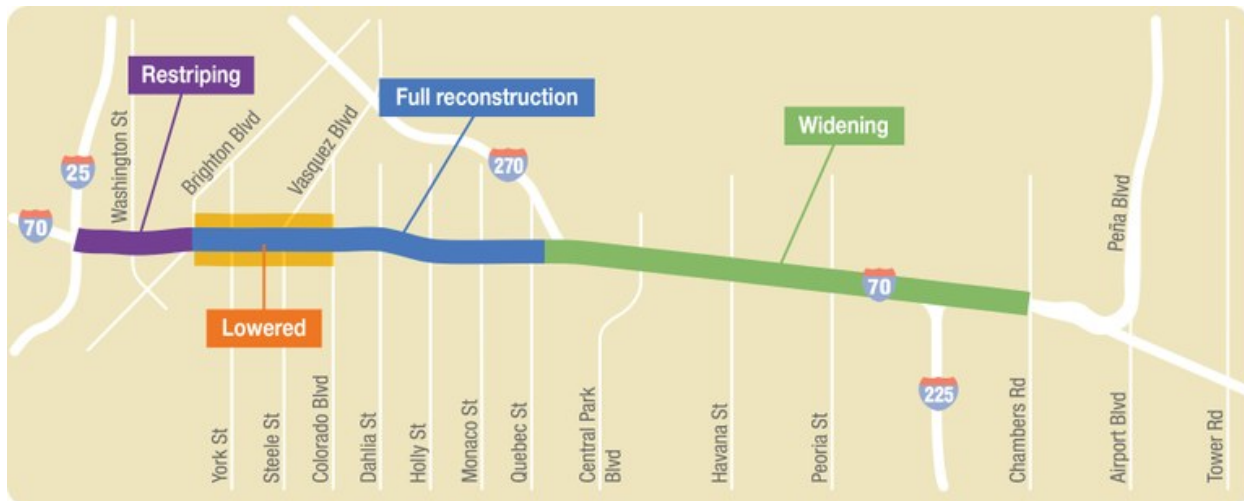 Restriping
Washington St
Brighton Blvd
Vasquez Blvd
Full reconstruction
Widening
25
270
70
Peña Blvd
70
Lowered
225
York St
Steele St
Colorado Blvd
Dahlia St
Holly St
Monaco St
Quebec St
Central Park
Blvd
Havana St
Peoria St
Chambers Rd
Airport Blvd
Tower Rd